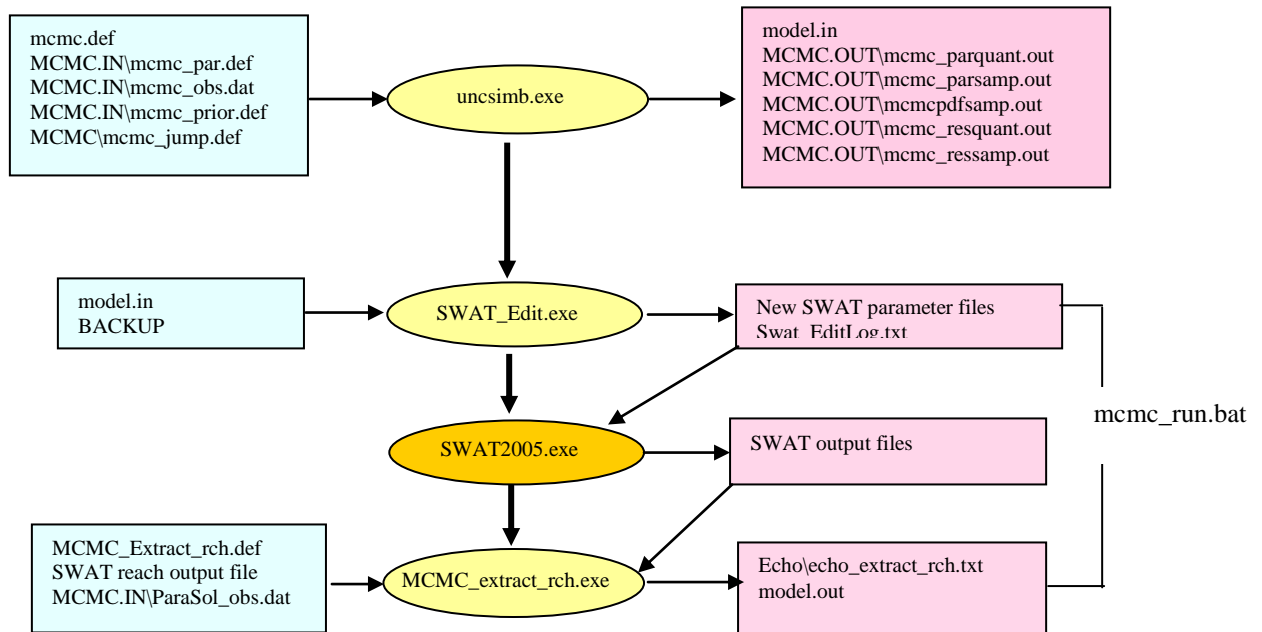 mcmc.def
MCMC.IN\mcmc_par.def
MCMC.IN\mcmc_obs.dat
MCMC.IN\mcmc_prior.def
MCMC\mcmc_jump.def
uncsimb.exe
model.in
MCMC.OUT\mcmc_parquant.out
MCMC.OUT\mcmc_parsamp.out
MCMC.OUT\mcmcpdfsamp.out
MCMC.OUT\mcmc_resquant.out
MCMC.OUT\mcmc_ressamp.out
model.in
BACKUP
SWAT_Edit.exe
New SWAT parameter files
Swat_EditLog.txt
mcmc_run.bat
SWAT2005.exe
SWAT output files
MCMC_Extract_rch.def
SWAT reach output file
MCMC.IN\ParaSol_obs.dat
MCMC_extract_rch.exe
Echo\echo_extract_rch.txt
model.out